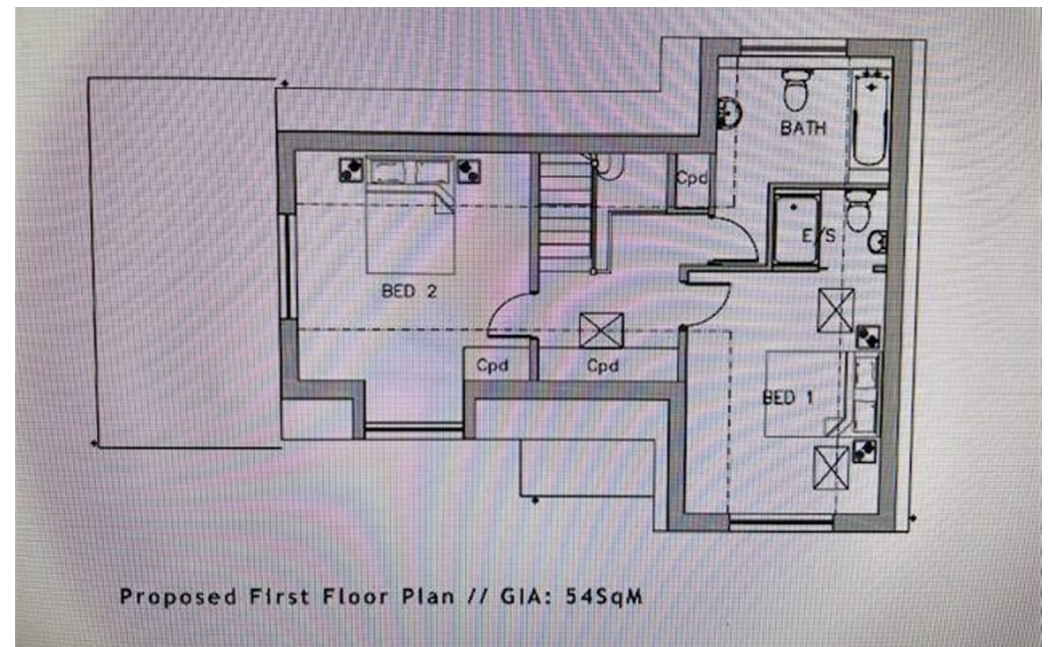 BATH
Cpd
E/S
BED 2
Cpd
Cpd
BED 1
Proposed First Floor Plan // GIA: 54SqM